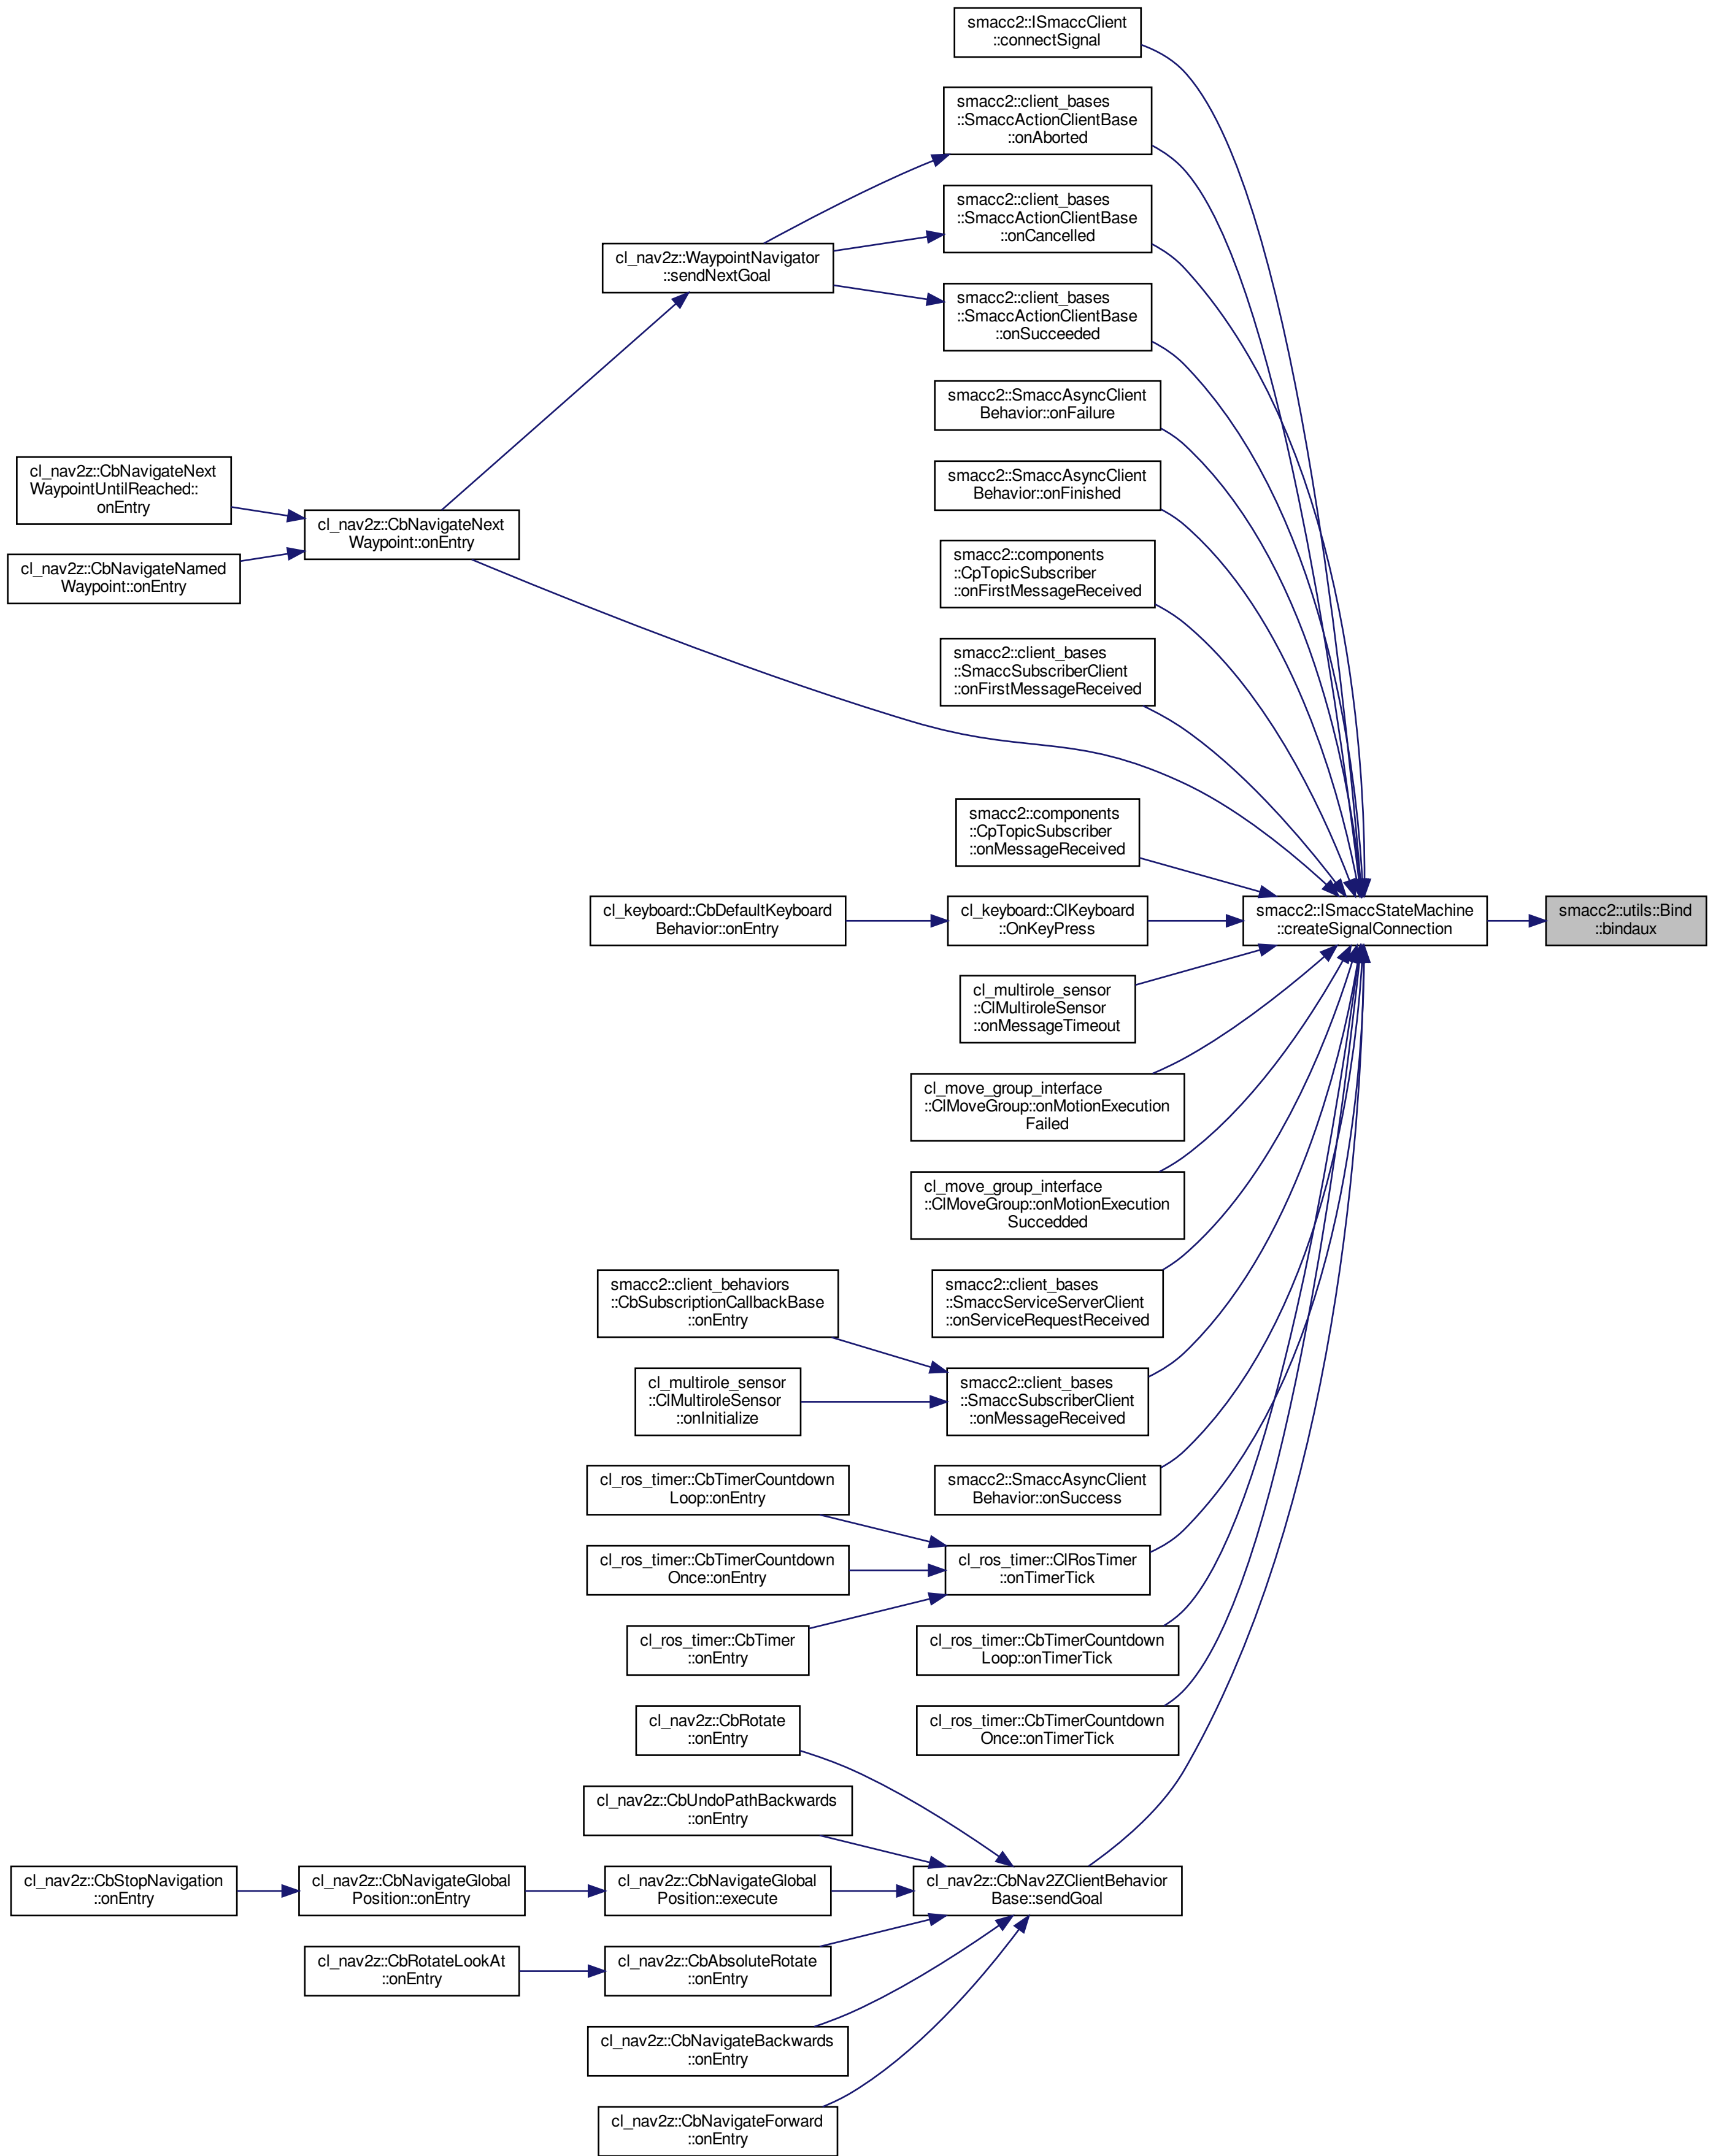 smacc2::ISmaccClient
::connectSignal
smacc2::client_bases
::SmaccActionClientBase
::onAborted
smacc2::client_bases
::SmaccActionClientBase
::onCancelled
cl_nav2z::WaypointNavigator
::sendNextGoal
smacc2::client_bases
::SmaccActionClientBase
::onSucceeded
smacc2::SmaccAsyncClient
Behavior::onFailure
cl_nav2z::CbNavigateNext
WaypointUntilReached::
onEntry
smacc2::SmaccAsyncClient
Behavior::onFinished
cl_nav2z::CbNavigateNext
Waypoint::onEntry
cl_nav2z::CbNavigateNamed
Waypoint::onEntry
smacc2::components
::CpTopicSubscriber
::onFirstMessageReceived
smacc2::client_bases
::SmaccSubscriberClient
::onFirstMessageReceived
smacc2::components
::CpTopicSubscriber
::onMessageReceived
cl_keyboard::CbDefaultKeyboard
Behavior::onEntry
cl_keyboard::ClKeyboard
::OnKeyPress
smacc2::ISmaccStateMachine
::createSignalConnection
smacc2::utils::Bind
::bindaux
cl_multirole_sensor
::ClMultiroleSensor
::onMessageTimeout
cl_move_group_interface
::ClMoveGroup::onMotionExecution
Failed
cl_move_group_interface
::ClMoveGroup::onMotionExecution
Succedded
smacc2::client_behaviors
::CbSubscriptionCallbackBase
::onEntry
smacc2::client_bases
::SmaccServiceServerClient
::onServiceRequestReceived
cl_multirole_sensor
::ClMultiroleSensor
::onInitialize
smacc2::client_bases
::SmaccSubscriberClient
::onMessageReceived
cl_ros_timer::CbTimerCountdown
Loop::onEntry
smacc2::SmaccAsyncClient
Behavior::onSuccess
cl_ros_timer::CbTimerCountdown
Once::onEntry
cl_ros_timer::ClRosTimer
::onTimerTick
cl_ros_timer::CbTimer
::onEntry
cl_ros_timer::CbTimerCountdown
Loop::onTimerTick
cl_nav2z::CbRotate
::onEntry
cl_ros_timer::CbTimerCountdown
Once::onTimerTick
cl_nav2z::CbUndoPathBackwards
::onEntry
cl_nav2z::CbStopNavigation
::onEntry
cl_nav2z::CbNavigateGlobal
Position::onEntry
cl_nav2z::CbNavigateGlobal
Position::execute
cl_nav2z::CbNav2ZClientBehavior
Base::sendGoal
cl_nav2z::CbRotateLookAt
::onEntry
cl_nav2z::CbAbsoluteRotate
::onEntry
cl_nav2z::CbNavigateBackwards
::onEntry
cl_nav2z::CbNavigateForward
::onEntry